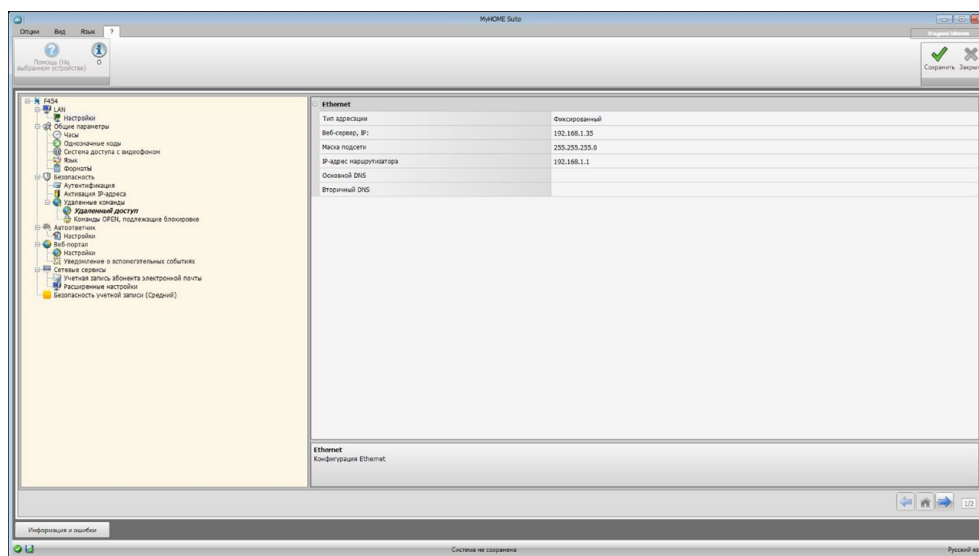 MyHOME Suite
Опции Вид Язык ?
Помощь (На выбранном устройстве)
О
Сохранить Закрыт
F454
LAN
Настройки
Общие параметры
Часы
Однозначные коды
Система доступа с видеофоном
Язык
Форматы
Безопасность
Аутентификация
Активация IP-адреса
Удаленные команды
Удаленный доступ
Команды OPEN, подлежащие блокировке
Автоответчик
Настройки
Веб-портал
Настройки
Уведомление о вспомогательных событиях
Сетевые сервисы
Учетная запись абонента электронной почты
Расширенные настройки
Безопасность учетной записи (Средний)
Ethernet
Тип адресации Фиксированный
Веб-сервер, IP: 192.168.1.35
Маска подсети 255.255.255.0
IP-адрес маршрутизатора 192.168.1.1
Основной DNS
Вторичный DNS
Ethernet
Конфигурация Ethernet
1/2
Информация и ошибки
Система не сохранена
Русский